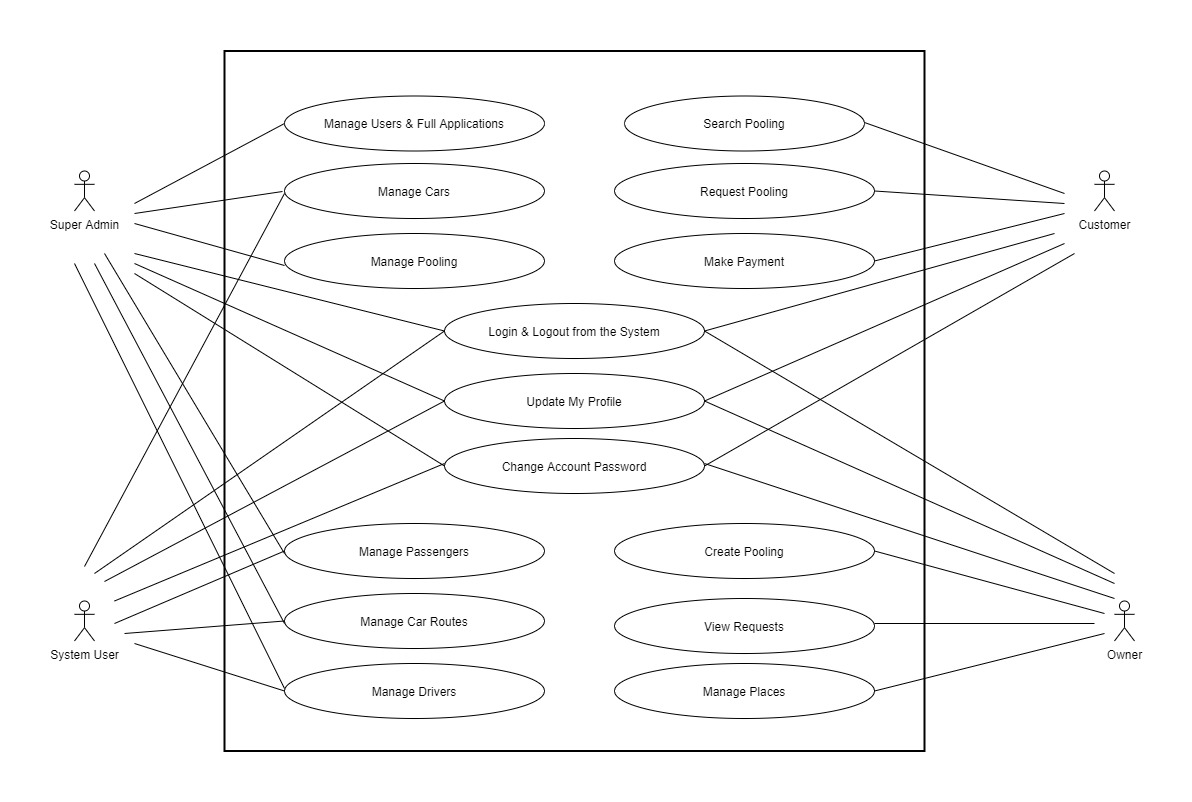 Manage Users & Full Applications
Search Pooling
Manage Cars
Request Pooling
Super Admin
Customer
Manage Pooling
Make Payment
Login & Logout from the System
Update My Profile
Change Account Password
Manage Passengers
Create Pooling
Manage Car Routes
View Requests
System User
Owner
Manage Drivers
Manage Places